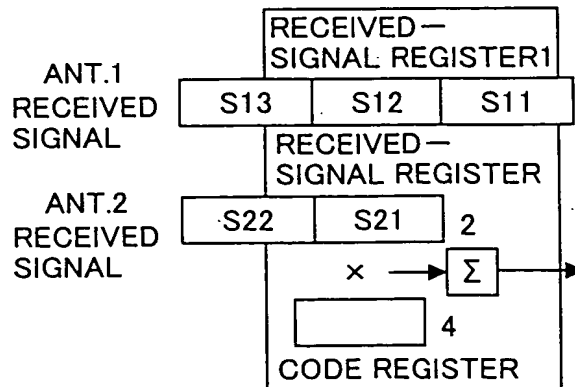 RECEIVED—
SIGNAL REGISTER1
ANT.1
RECEIVED
SIGNAL
S13 S12 S11
RECEIVED—
SIGNAL REGISTER
ANT.2
RECEIVED
SIGNAL
S22 S21 2
× Σ
4
CODE REGISTER